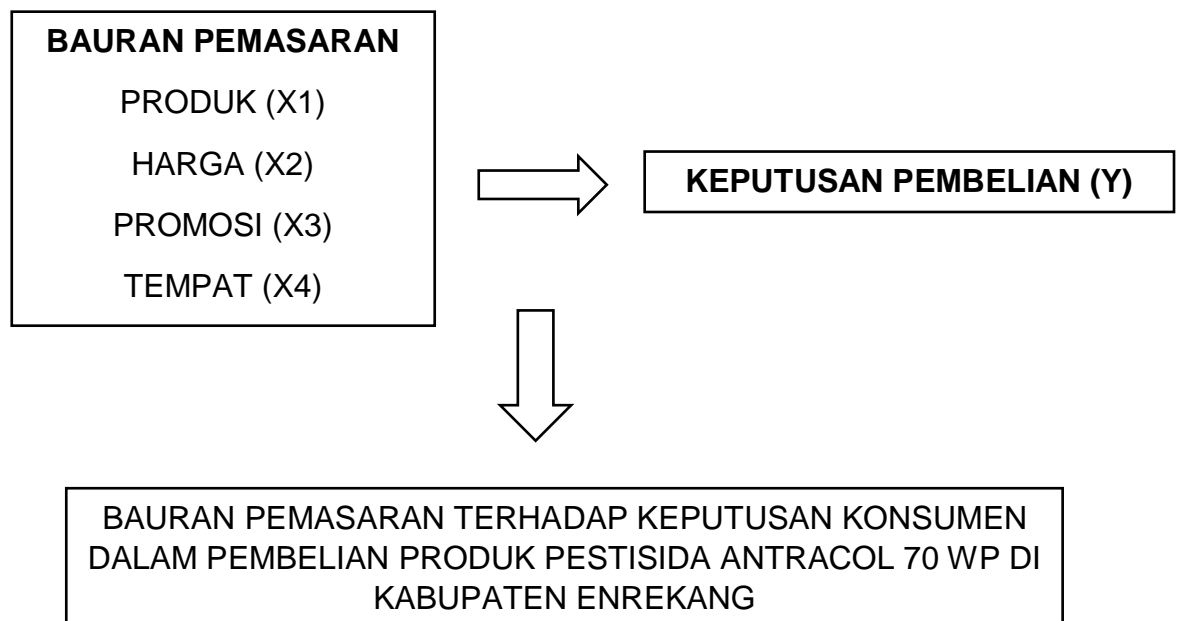 BAURAN PEMASARAN
PRODUK (X1)
HARGA (X2)
PROMOSI (X3)
TEMPAT (X4)
KEPUTUSAN PEMBELIAN (Y)
BAURAN PEMASARAN TERHADAP KEPUTUSAN KONSUMEN
DALAM PEMBELIAN PRODUK PESTISIDA ANTRACOL 70 WP DI
KABUPATEN ENREKANG